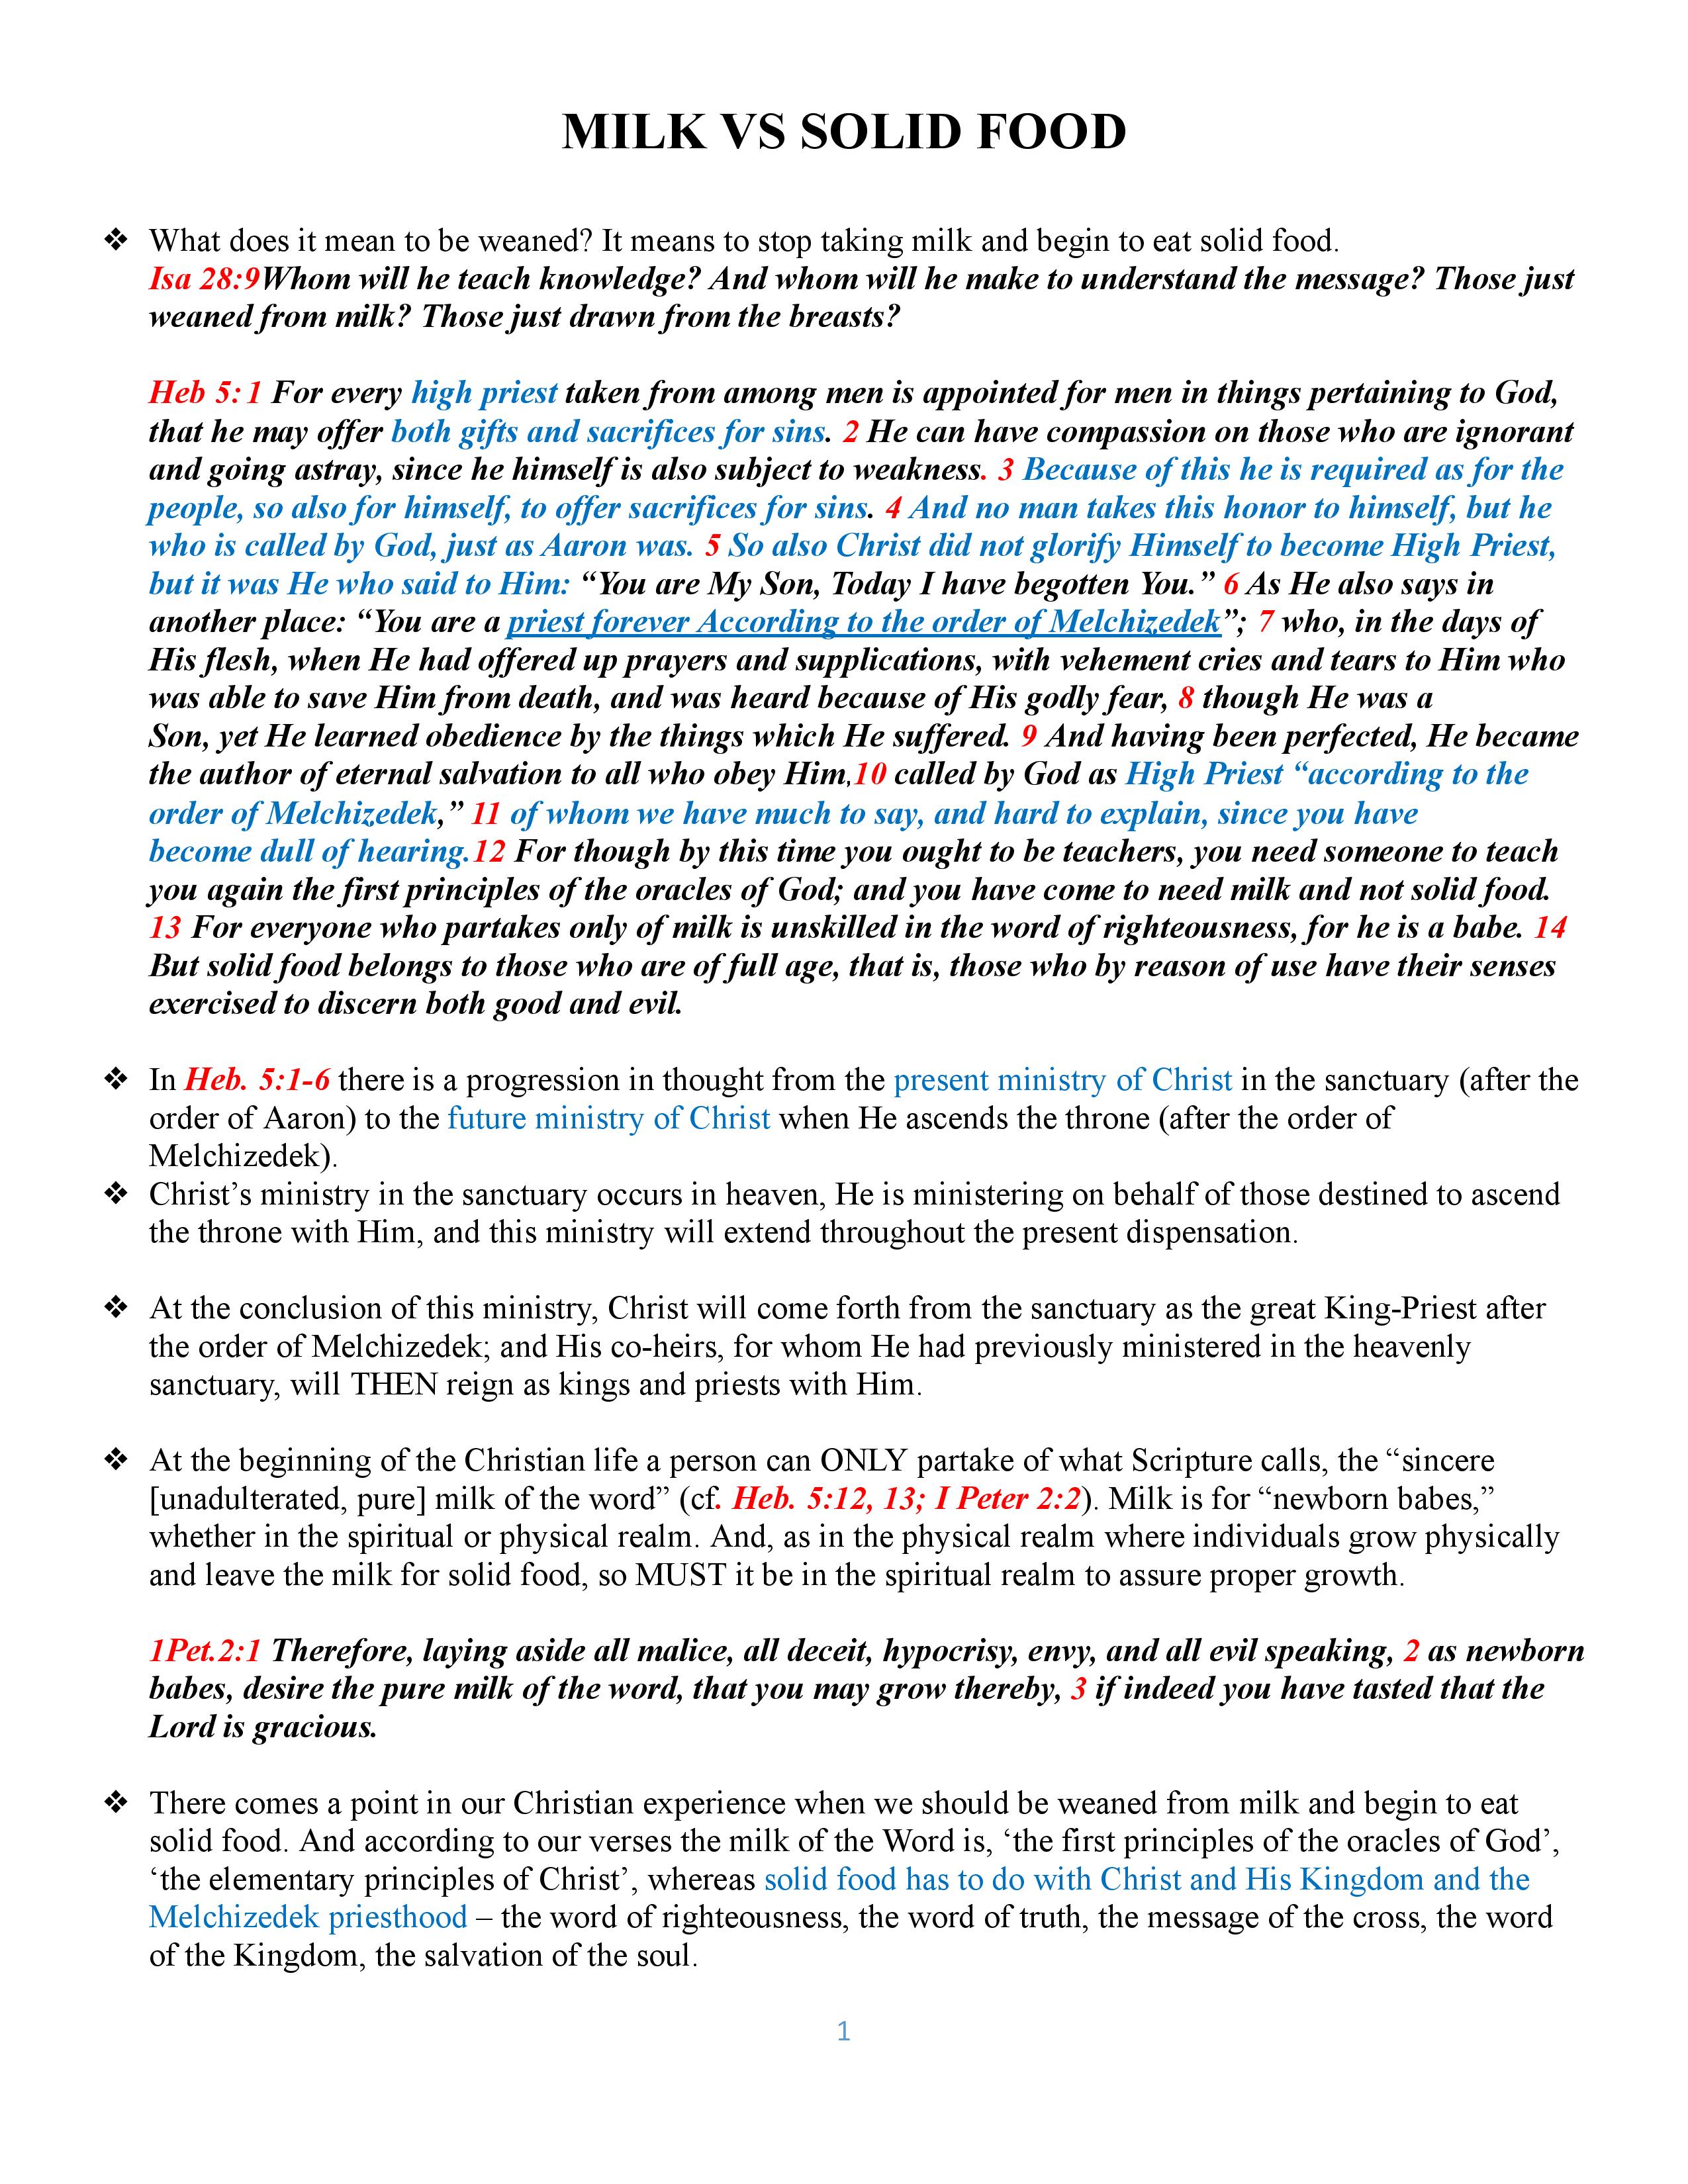 MILK VS SOLID FOOD
❖ What does it mean to be weaned? It means to stop taking milk and begin to eat solid food.
Isa 28:9Whom will he teach knowledge? And whom will he make to understand the message? Those just
weaned from milk? Those just drawn from the breasts?
Heb 5:1 For every high priest taken from among men is appointed for men in things pertaining to God,
that he may offer both gifts and sacrifices for sins. 2 He can have compassion on those who are ignorant
and going astray, since he himself is also subject to weakness. 3 Because of this he is required as for the
people, so also for himself, to offer sacrifices for sins. 4 And no man takes this honor to himself, but he
who is called by God, just as Aaron was. 5 So also Christ did not glorify Himself to become High Priest,
but it was He who said to Him: “You are My Son, Today I have begotten You.” 6 As He also says in
another place: “You are a priest forever According to the order of Melchizedek”; 7 who, in the days of
His flesh, when He had offered up prayers and supplications, with vehement cries and tears to Him who
was able to save Him from death, and was heard because of His godly fear, 8 though He was a
Son, yet He learned obedience by the things which He suffered. 9 And having been perfected, He became
the author of eternal salvation to all who obey Him,10 called by God as High Priest “according to the
order of Melchizedek,” 11 of whom we have much to say, and hard to explain, since you have
become dull of hearing.12 For though by this time you ought to be teachers, you need someone to teach
you again the first principles of the oracles of God; and you have come to need milk and not solid food.
13 For everyone who partakes only of milk is unskilled in the word of righteousness, for he is a babe. 14
But solid food belongs to those who are of full age, that is, those who by reason of use have their senses
exercised to discern both good and evil.
❖ In Heb. 5:1-6 there is a progression in thought from the present ministry of Christ in the sanctuary (after the
order of Aaron) to the future ministry of Christ when He ascends the throne (after the order of
Melchizedek).
❖ Christ’s ministry in the sanctuary occurs in heaven, He is ministering on behalf of those destined to ascend
the throne with Him, and this ministry will extend throughout the present dispensation.
❖ At the conclusion of this ministry, Christ will come forth from the sanctuary as the great King-Priest after
the order of Melchizedek; and His co-heirs, for whom He had previously ministered in the heavenly
sanctuary, will THEN reign as kings and priests with Him.
❖ At the beginning of the Christian life a person can ONLY partake of what Scripture calls, the “sincere
[unadulterated, pure] milk of the word” (cf. Heb. 5:12, 13; I Peter 2:2). Milk is for “newborn babes,”
whether in the spiritual or physical realm. And, as in the physical realm where individuals grow physically
and leave the milk for solid food, so MUST it be in the spiritual realm to assure proper growth.
1Pet.2:1 Therefore, laying aside all malice, all deceit, hypocrisy, envy, and all evil speaking, 2 as newborn
babes, desire the pure milk of the word, that you may grow thereby, 3 if indeed you have tasted that the
Lord is gracious.
❖ There comes a point in our Christian experience when we should be weaned from milk and begin to eat
solid food. And according to our verses the milk of the Word is, ‘the first principles of the oracles of God’,
‘the elementary principles of Christ’, whereas solid food has to do with Christ and His Kingdom and the
Melchizedek priesthood – the word of righteousness, the word of truth, the message of the cross, the word
of the Kingdom, the salvation of the soul.
1